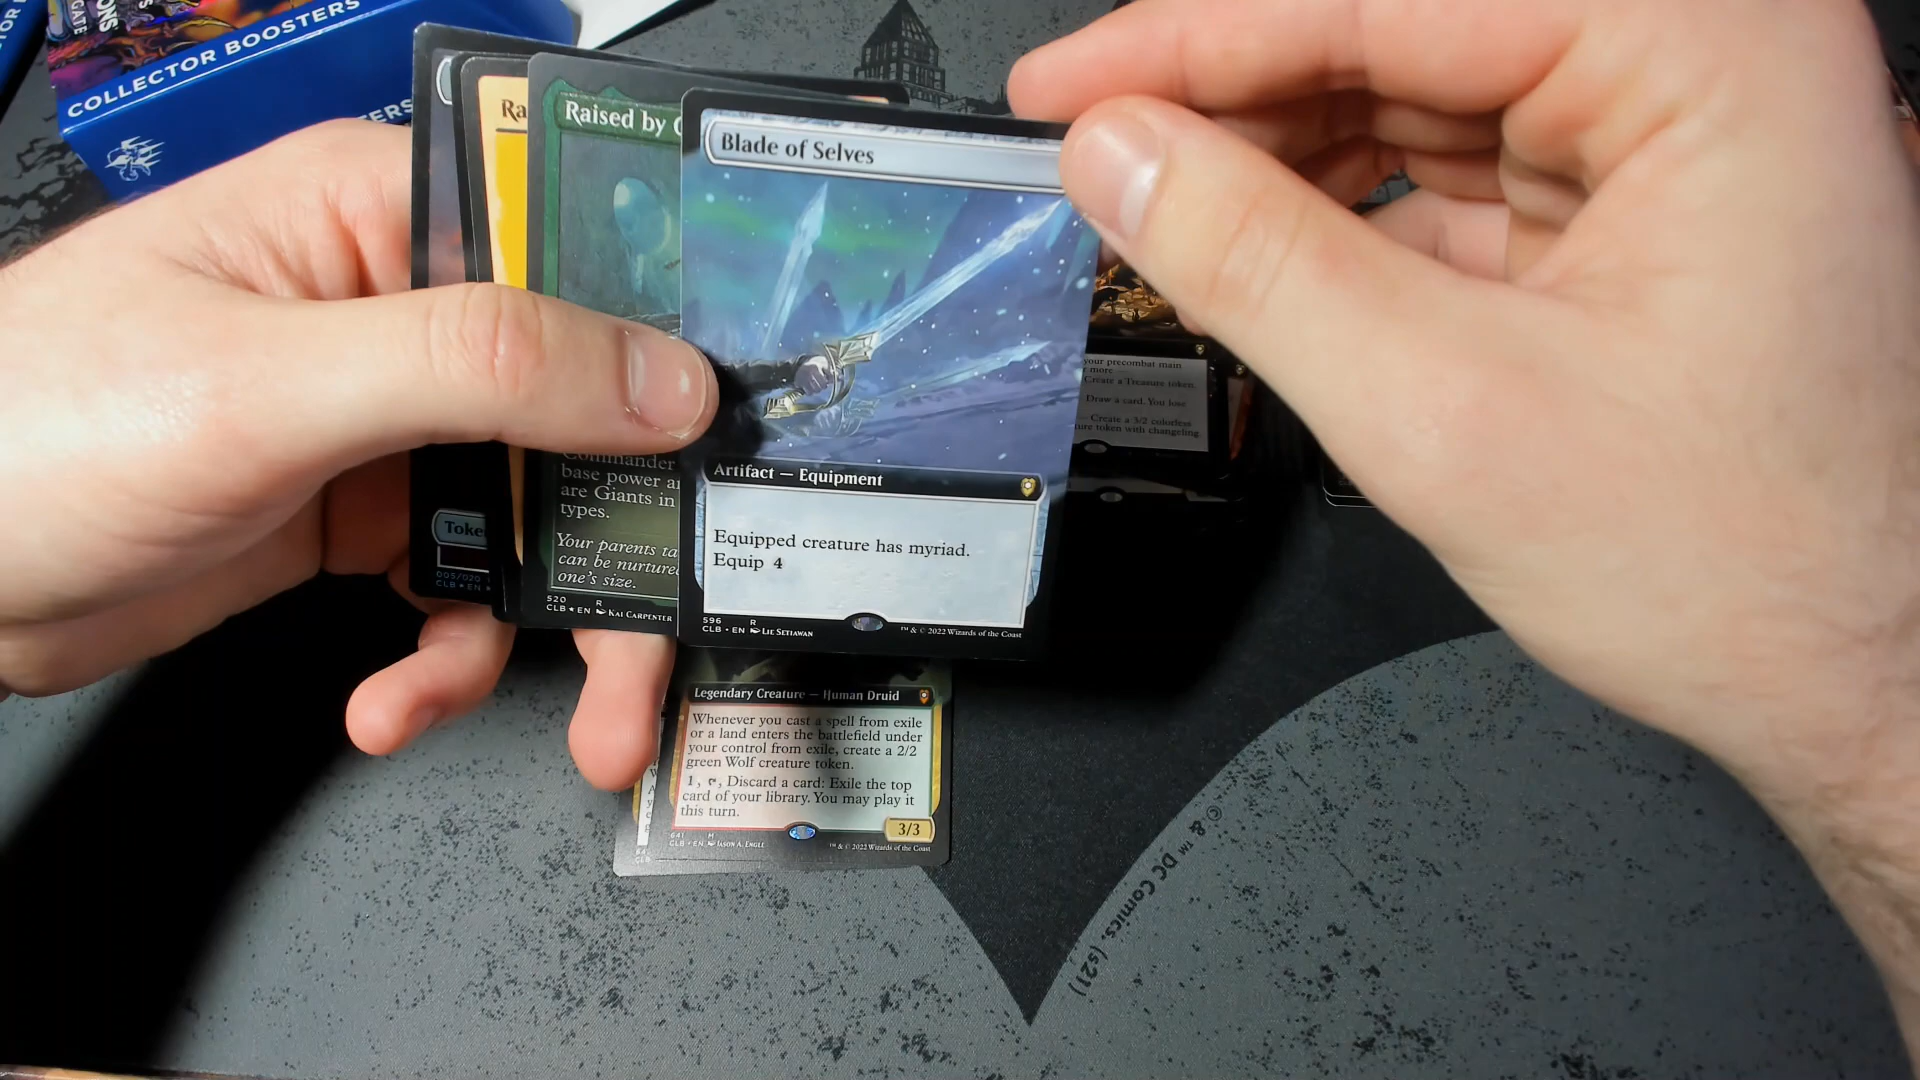 COLLECTOR BOOSTERS
GATE
Ra
Raised by
Blade of Selves
your precombat main
more —
Create a Treasure token.
Draw a card. You lose
— Create a 3/2 colorless
token with changeling.
Commander
base power
are Giants in
types.
Your parents
can be nurtured
one's size.
520 R
CLB ★ EN KAI CARPENTER
Artifact — Equipment
Equipped creature has myriad.
Equip 4
596 R
CLB • EN LIE SETIAWAN
™ & © 2022 Wizards of the Coast
Toke
005/020
CLB ★ EN
Legendary Creature — Human Druid
Whenever you cast a spell from exile
or a land enters the battlefield under
your control from exile, create a 2/2
green Wolf creature token.
1, , Discard a card: Exile the top
card of your library. You may play it
this turn.
3/3
641 M
CLB • EN JASON A. ENGLE
™ & © 2022 Wizards of the Coast
© & ™ DC Comics. (s21)